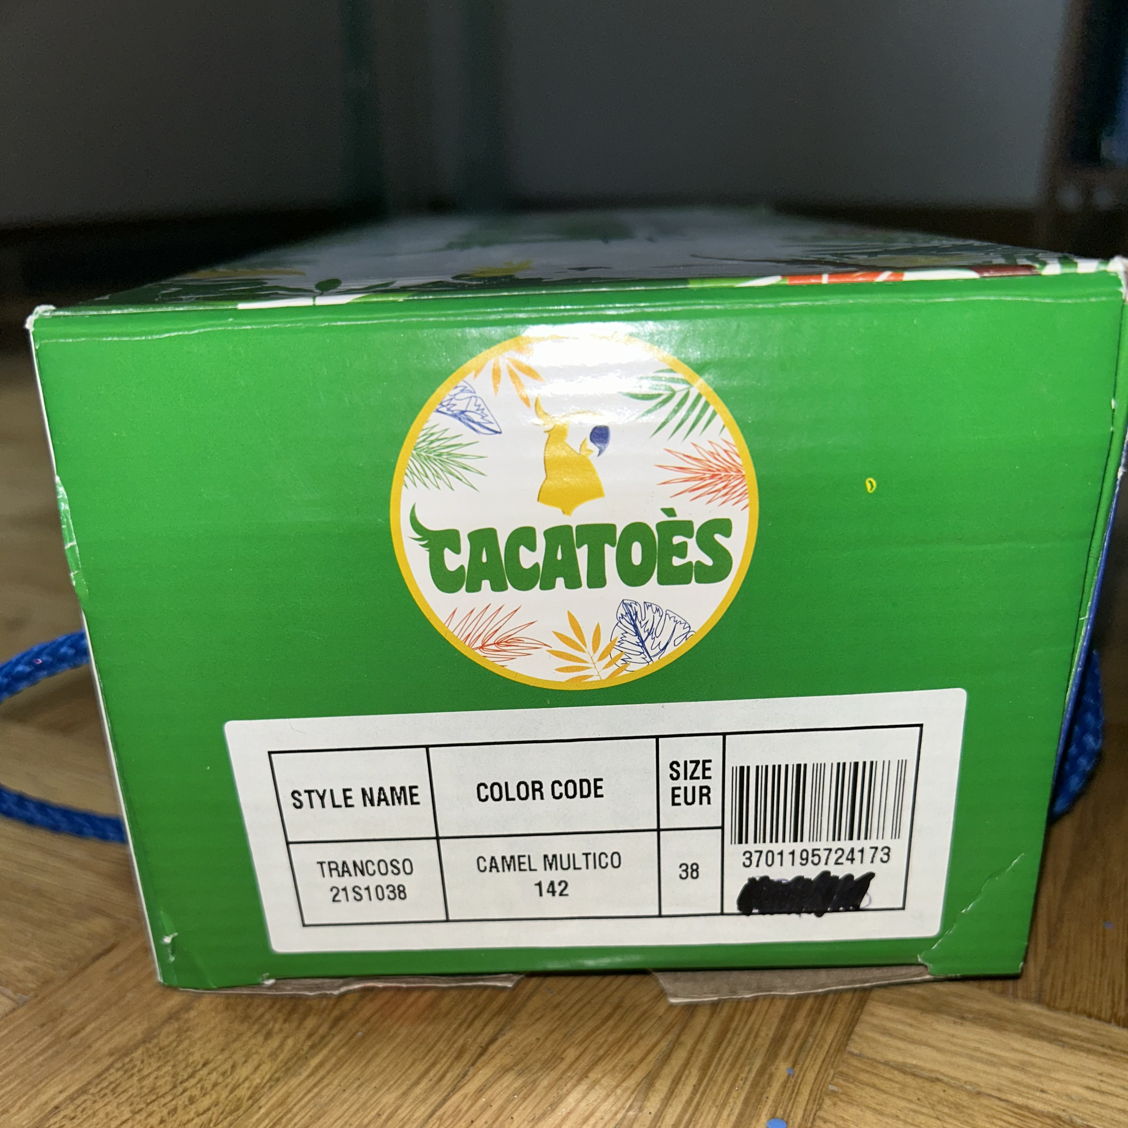 CACATOÈS
STYLE NAME
COLOR CODE
SIZE
EUR
TRANCOSO
21S1038
CAMEL MULTICO
142
38
3701195724173